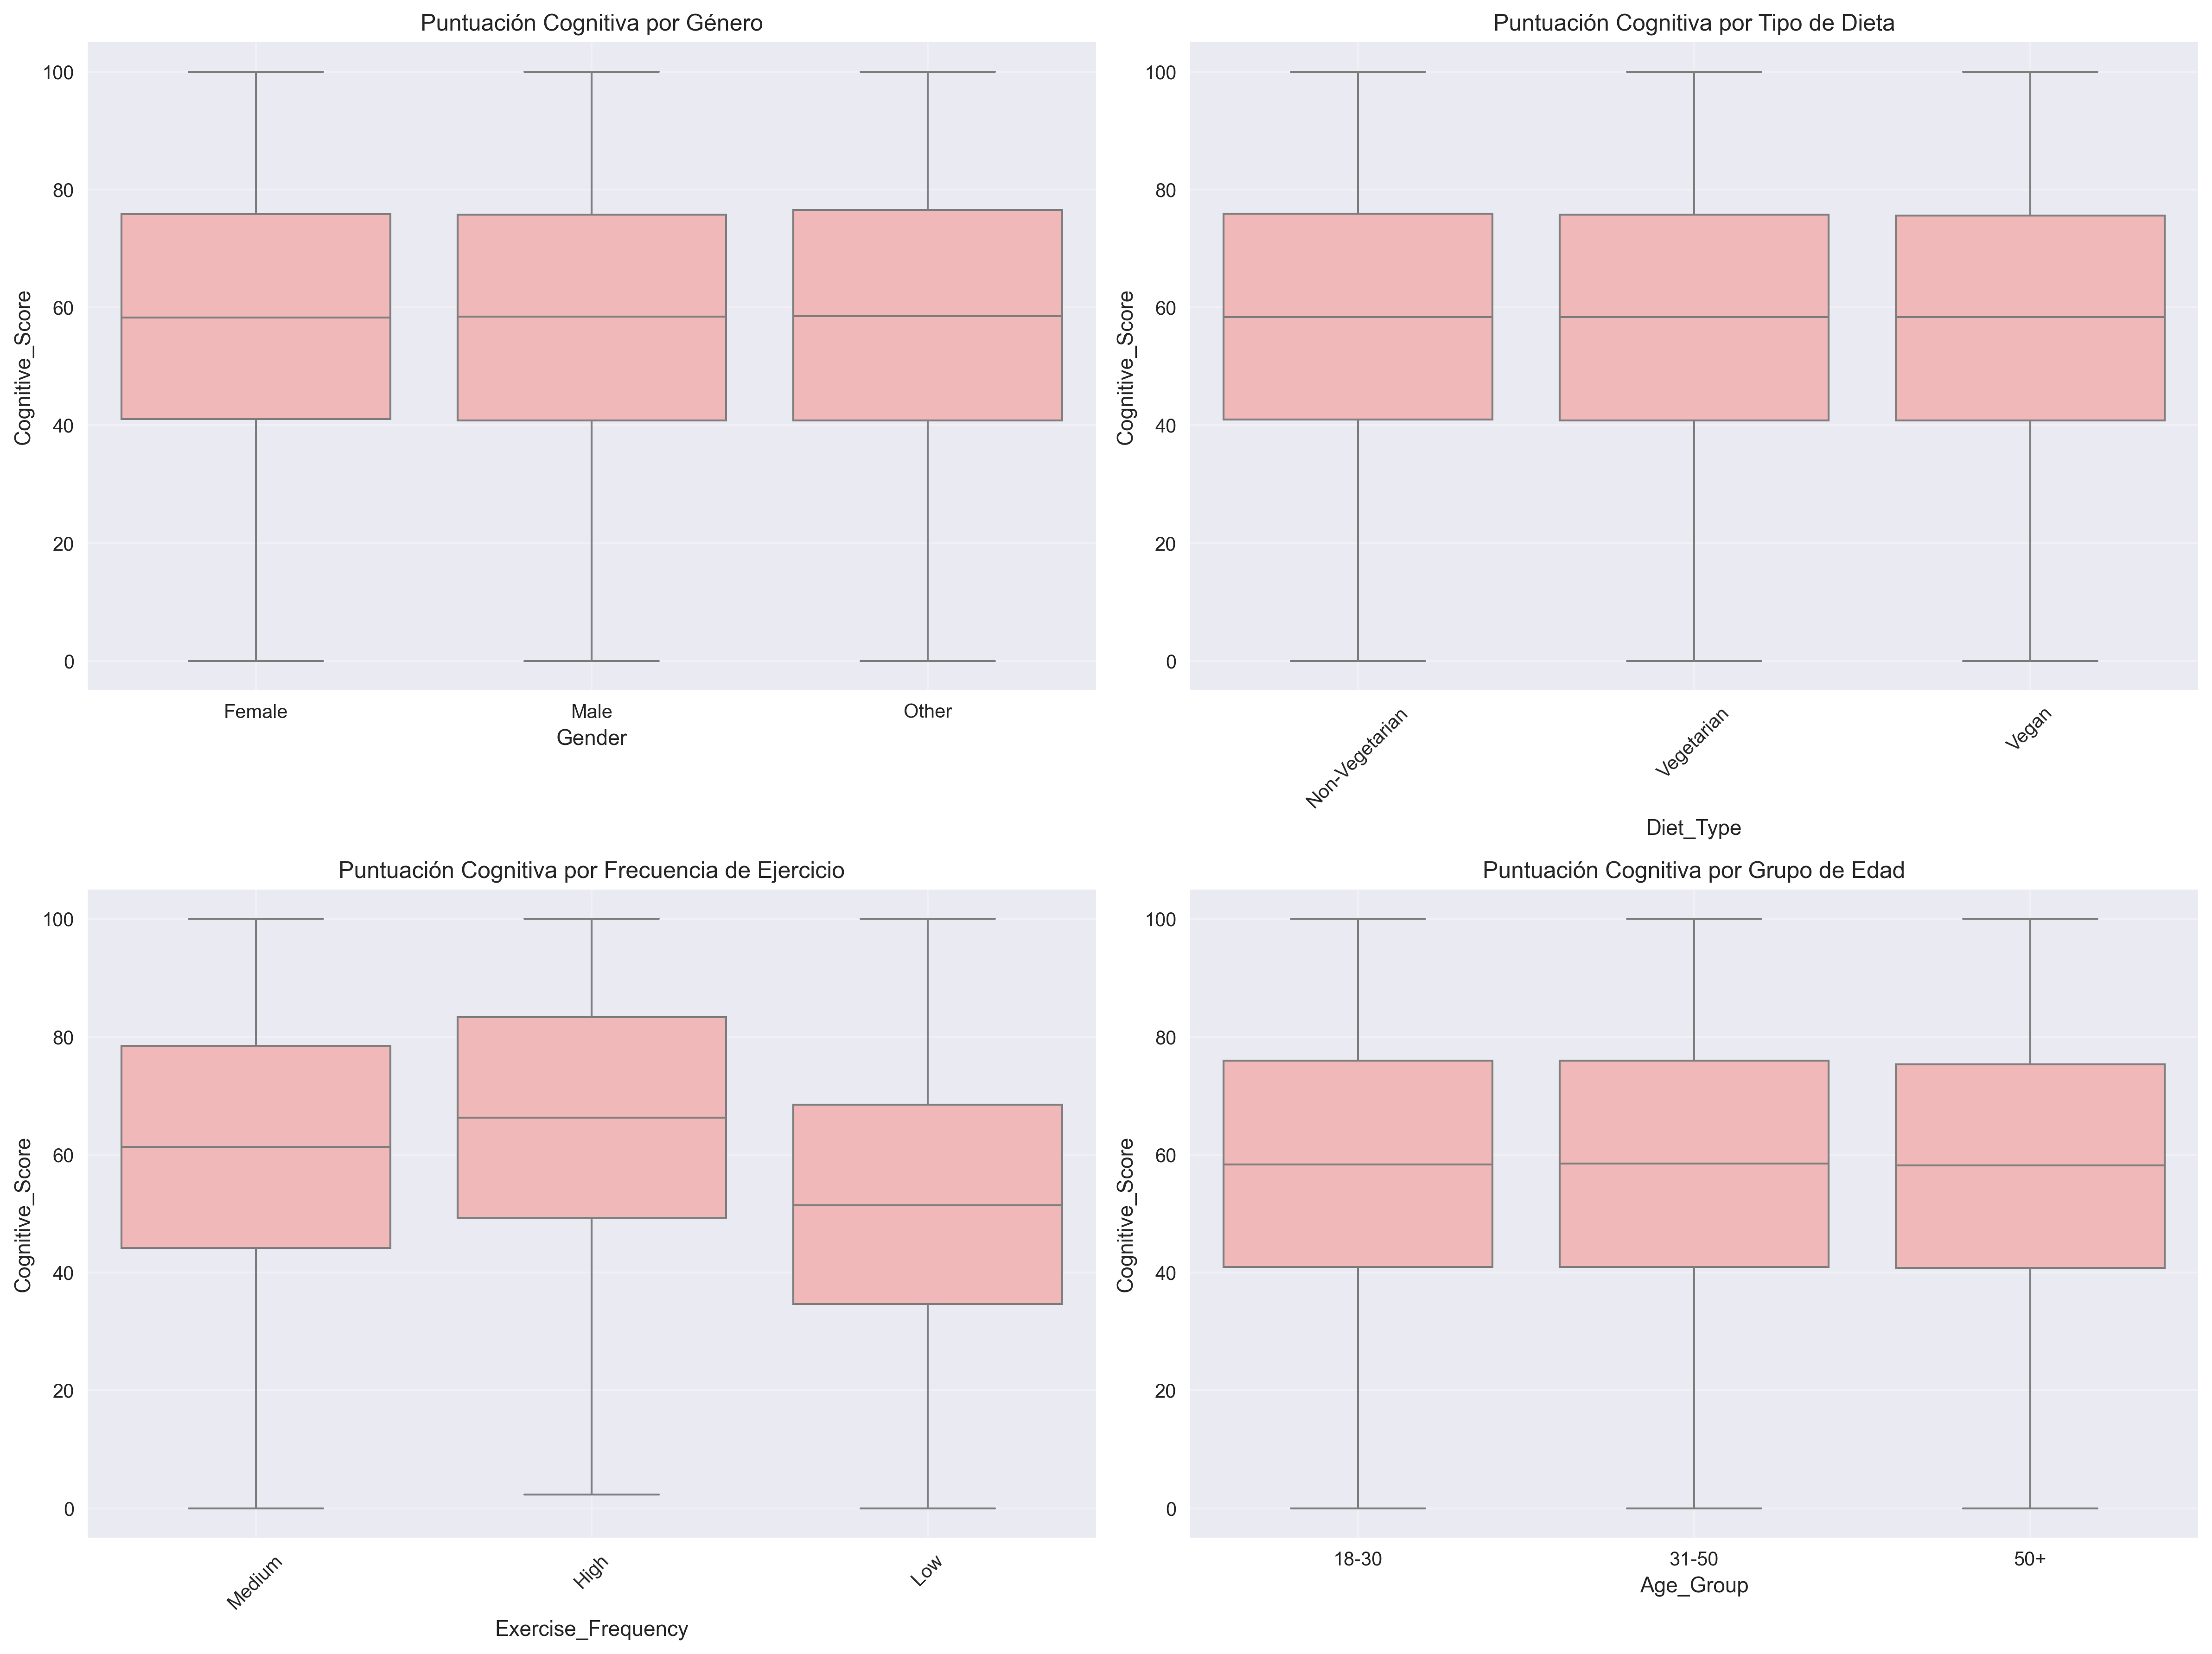 Puntuación Cognitiva por Género
Cognitive_Score
100
80
60
40
20
0
Female
Male
Other
Gender
Puntuación Cognitiva por Tipo de Dieta
Cognitive_Score
100
80
60
40
20
0
Non-Vegetarian
Vegetarian
Vegan
Diet_Type
Puntuación Cognitiva por Frecuencia de Ejercicio
Cognitive_Score
100
80
60
40
20
0
Medium
High
Low
Exercise_Frequency
Puntuación Cognitiva por Grupo de Edad
Cognitive_Score
100
80
60
40
20
0
18-30
31-50
50+
Age_Group